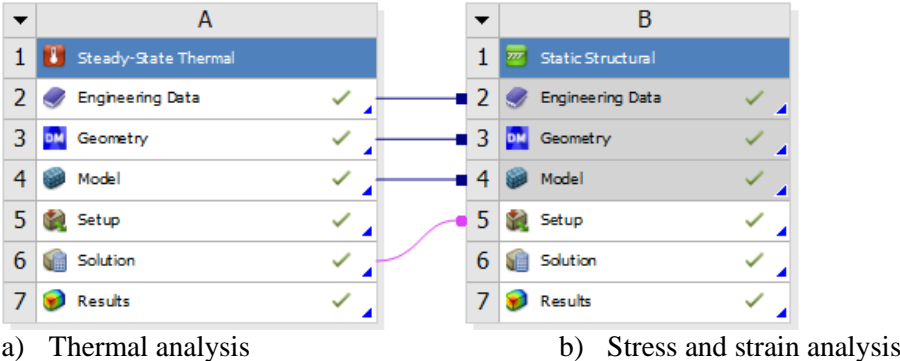 A
1 Steady-State Thermal
2 Engineering Data
3 DM Geometry
4 Model
5 Setup
6 Solution
7 Results
B
1 Static Structural
2 Engineering Data
3 DM Geometry
4 Model
5 Setup
6 Solution
7 Results
a) Thermal analysis
b) Stress and strain analysis